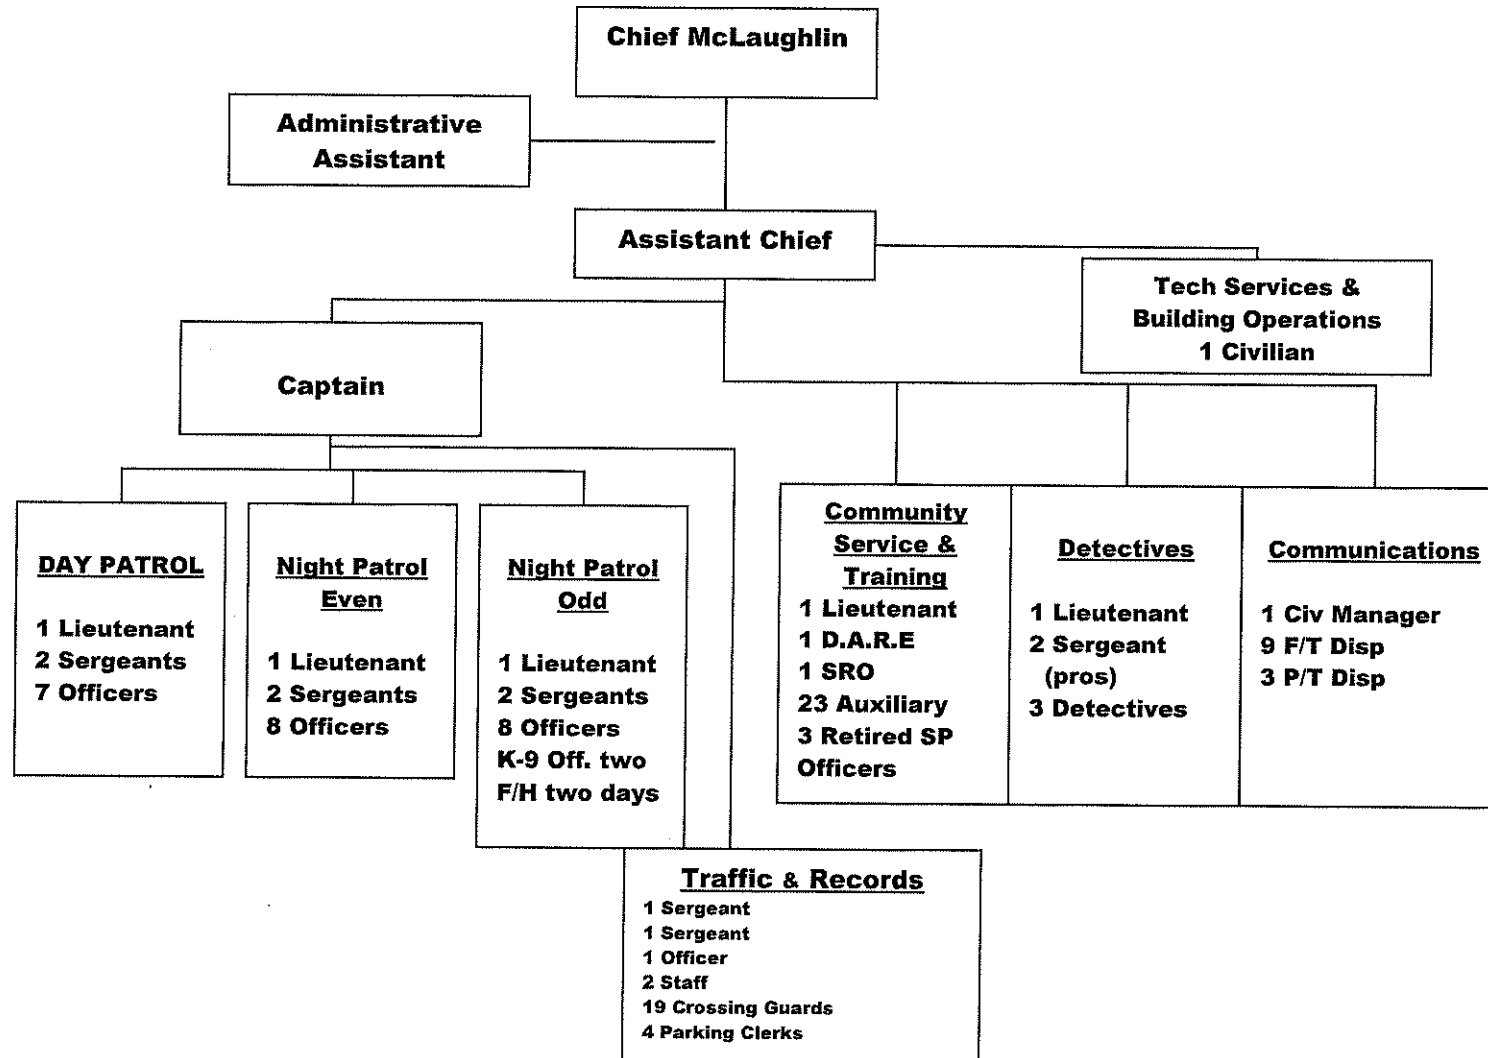 Chief McLaughlin
Administrative
Assistant
Assistant Chief
Tech Services &
Building Operations
1 Civilian
Captain
DAY PATROL
1 Lieutenant
2 Sergeants
7 Officers
Night Patrol
Even
1 Lieutenant
2 Sergeants
8 Officers
Night Patrol
Odd
1 Lieutenant
2 Sergeants
8 Officers
K-9 Off. two
F/H two days
Community
Service &
Training
1 Lieutenant
1 D.A.R.E
1 SRO
23 Auxiliary
3 Retired SP
Officers
Detectives
1 Lieutenant
2 Sergeant
(pros)
3 Detectives
Communications
1 Civ Manager
9 F/T Disp
3 P/T Disp
Traffic & Records
1 Sergeant
1 Sergeant
1 Officer
2 Staff
19 Crossing Guards
4 Parking Clerks